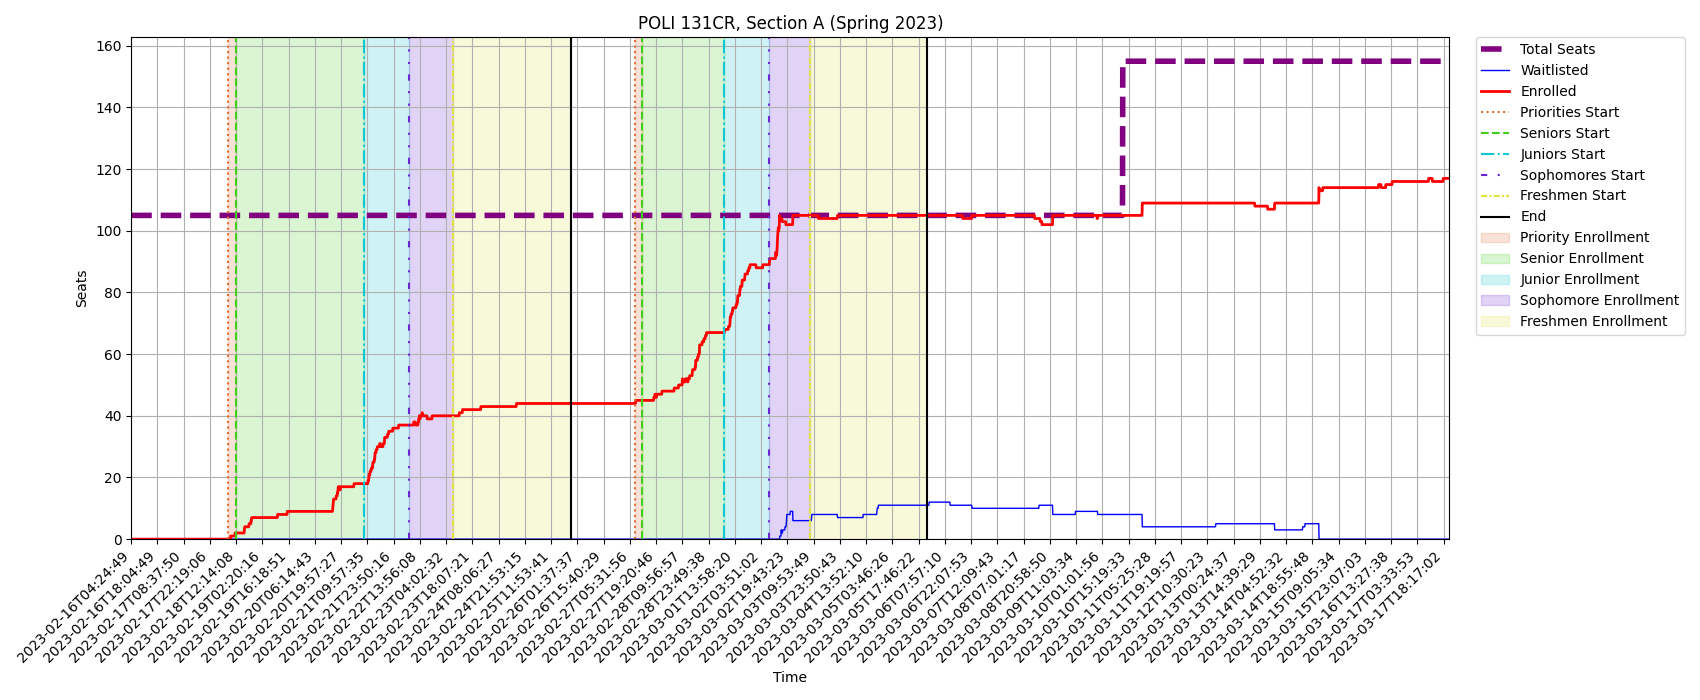 POLI 131CR, Section A (Spring 2023)
Seats
160
140
120
100
80
60
40
20
0
2023-02-16T04:24:49
2023-02-16T18:04:49
2023-02-17T08:37:50
2023-02-17T22:19:06
2023-02-18T12:14:08
2023-02-19T02:20:16
2023-02-19T16:18:51
2023-02-20T06:14:43
2023-02-20T19:57:27
2023-02-21T09:57:35
2023-02-21T23:50:16
2023-02-22T13:56:08
2023-02-23T04:02:32
2023-02-23T18:07:21
2023-02-24T08:06:27
2023-02-24T21:53:15
2023-02-25T11:53:41
2023-02-26T01:37:37
2023-02-26T15:40:29
2023-02-27T05:31:56
2023-02-27T19:20:46
2023-02-28T09:56:57
2023-02-28T23:49:38
2023-03-01T13:58:20
2023-03-02T03:51:02
2023-03-02T19:43:23
2023-03-03T09:53:49
2023-03-03T23:50:43
2023-03-04T13:52:10
2023-03-05T03:46:26
2023-03-05T17:46:22
2023-03-06T07:57:10
2023-03-06T22:07:53
2023-03-07T12:09:43
2023-03-08T07:01:17
2023-03-08T20:58:50
2023-03-09T11:03:34
2023-03-10T01:01:56
2023-03-10T15:19:33
2023-03-11T05:25:28
2023-03-11T19:19:57
2023-03-12T10:30:23
2023-03-13T00:24:37
2023-03-13T14:39:29
2023-03-14T04:52:32
2023-03-14T18:55:48
2023-03-15T09:05:34
2023-03-15T23:07:03
2023-03-16T13:27:38
2023-03-17T03:33:53
2023-03-17T18:17:02
Time
Total Seats
Waitlisted
Enrolled
Priorities Start
Seniors Start
Juniors Start
Sophomores Start
Freshmen Start
End
Priority Enrollment
Senior Enrollment
Junior Enrollment
Sophomore Enrollment
Freshmen Enrollment